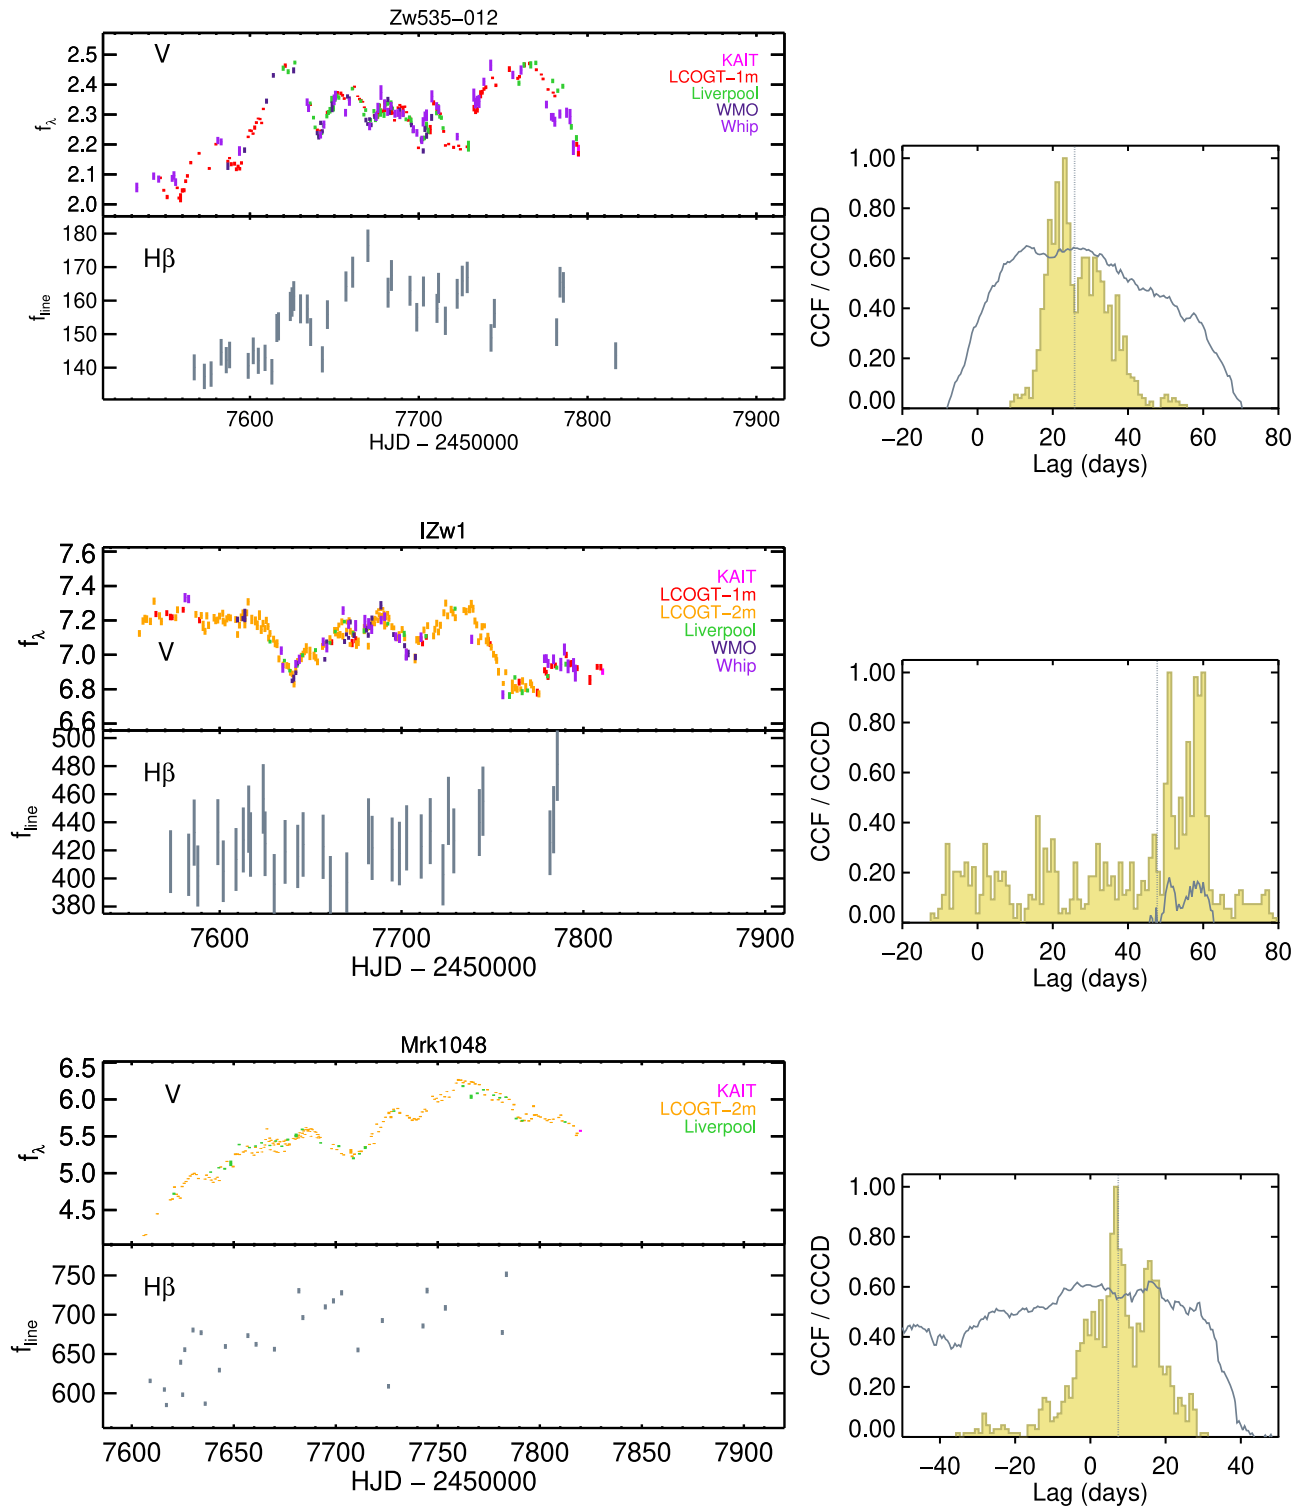 Zw535−012
V
KAIT
LCOGT−1m
Liverpool
WMO
Whip
2.5
2.4
2.3
2.2
2.1
2.0
fλ
Hβ
180
170
160
150
140
fline
7600
7700
7800
7900
HJD − 2450000
1.00
0.80
0.60
0.40
0.20
0.00
CCF / CCCD
−20
0
20
40
60
80
Lag (days)
IZw1
V
KAIT
LCOGT−1m
LCOGT−2m
Liverpool
WMO
Whip
7.6
7.4
7.2
7.0
6.8
6.6
fλ
Hβ
500
480
460
440
420
400
380
fline
7600
7700
7800
7900
HJD − 2450000
1.00
0.80
0.60
0.40
0.20
0.00
CCF / CCCD
−20
0
20
40
60
80
Lag (days)
Mrk1048
V
KAIT
LCOGT−2m
Liverpool
6.5
6.0
5.5
5.0
4.5
fλ
Hβ
750
700
650
600
fline
7600
7650
7700
7750
7800
7850
7900
HJD − 2450000
1.00
0.80
0.60
0.40
0.20
0.00
CCF / CCCD
−40
−20
0
20
40
Lag (days)